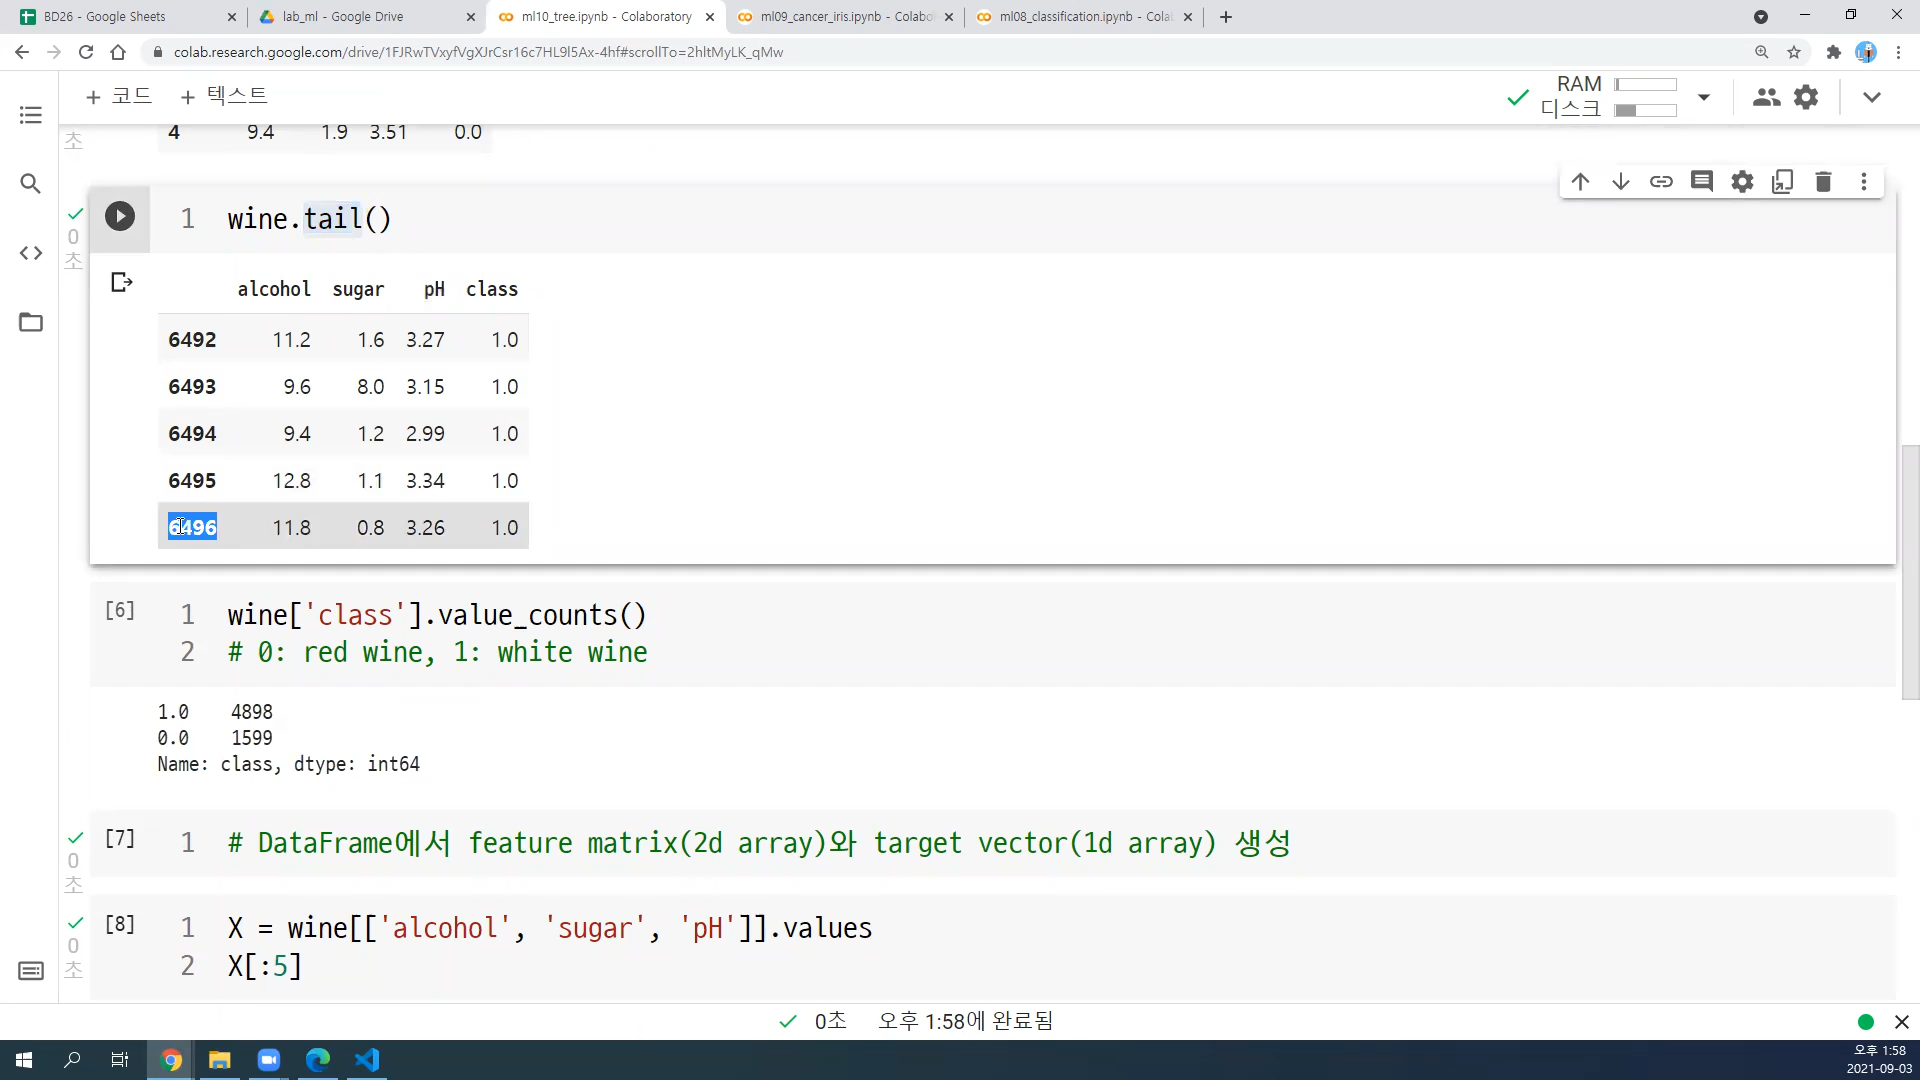 BD26 - Google Sheets
lab_ml - Google Drive
ml10_tree.ipynb - Colaboratory
ml09_cancer_iris.ipynb - Colabo
ml08_classification.ipynb - Cola
colab.research.google.com/drive/1FJRwTVxyfVgXJrCsr16c7HL9l5Ax-4hf#scrollTo=2hltMyLK_qMw
+ 코드 + 텍스트
RAM
디스크
초
4 9.4 1.9 3.51 0.0
0
초
1 wine.tail()
alcohol sugar pH class
6492 11.2 1.6 3.27 1.0
6493 9.6 8.0 3.15 1.0
6494 9.4 1.2 2.99 1.0
6495 12.8 1.1 3.34 1.0
6496 11.8 0.8 3.26 1.0
[6] 1 wine['class'].value_counts()
2 # 0: red wine, 1: white wine
1.0 4898
0.0 1599
Name: class, dtype: int64
[7] 1 # DataFrame에서 feature matrix(2d array)와 target vector(1d array) 생성
0
초
[8] 1 X = wine[['alcohol', 'sugar', 'pH']].values
0
2 X[:5]
초
0초 오후 1:58에 완료됨
오후 1:58
2021-09-03